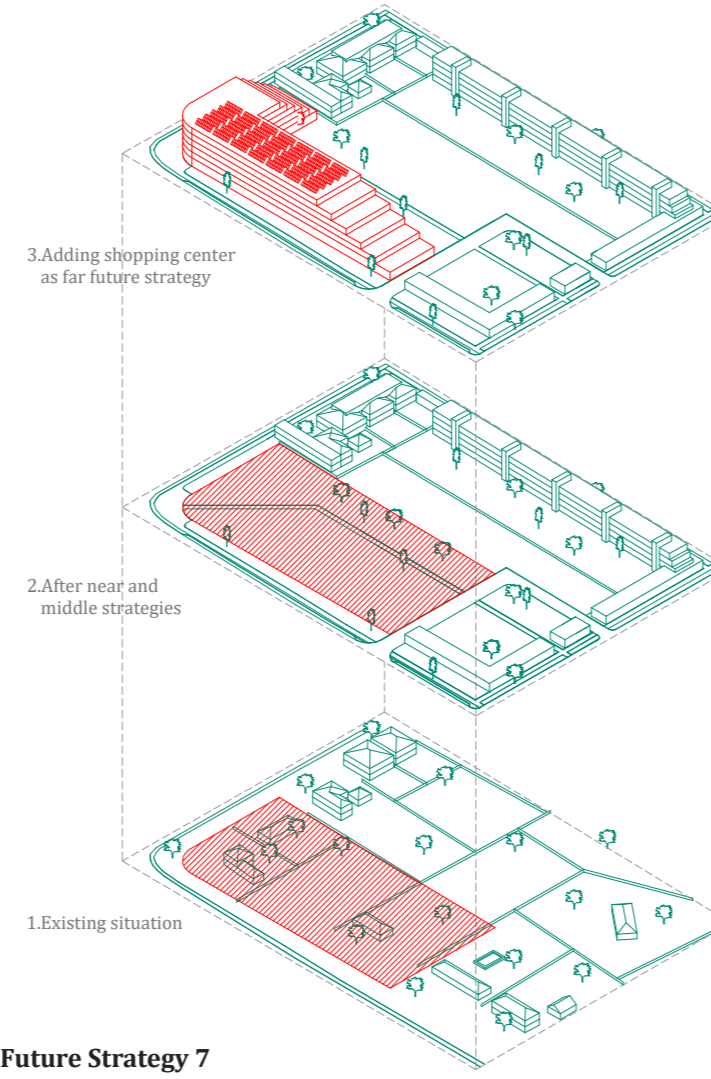 3.Adding shopping center
as far future strategy
2.After near and
middle strategies
1.Existing situation
Future Strategy 7